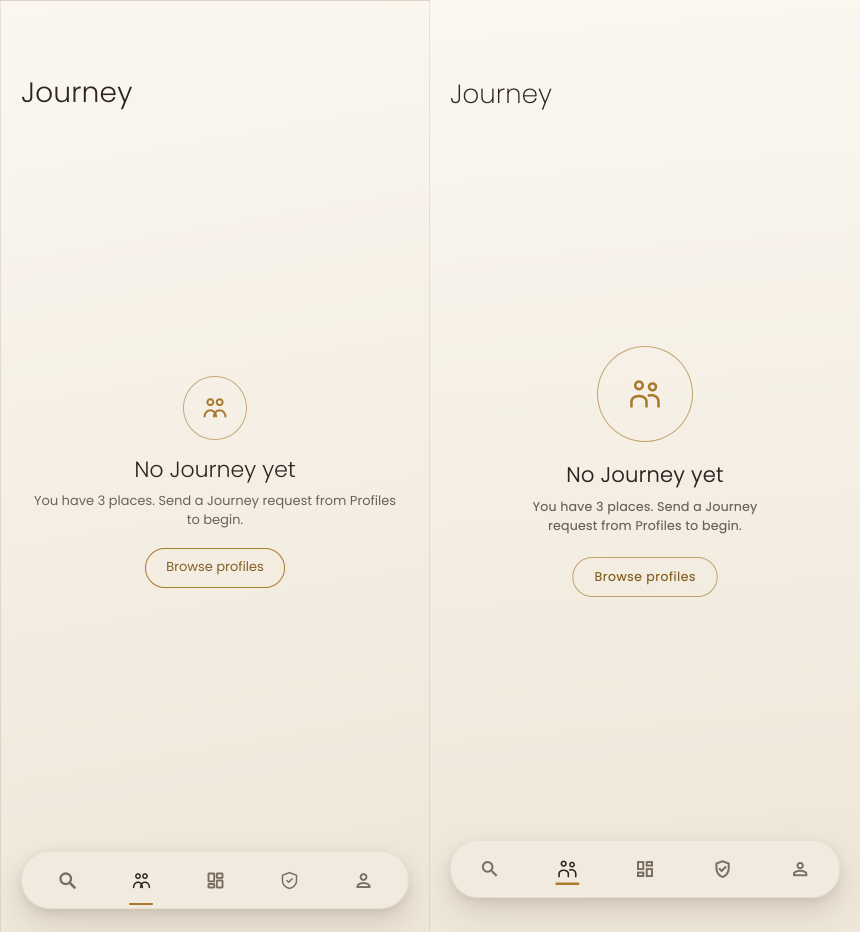 Journey
No Journey yet
You have 3 places. Send a Journey request from Profiles
to begin.
Browse profiles
Journey
No Journey yet
You have 3 places. Send a Journey
request from Profiles to begin.
Browse profiles